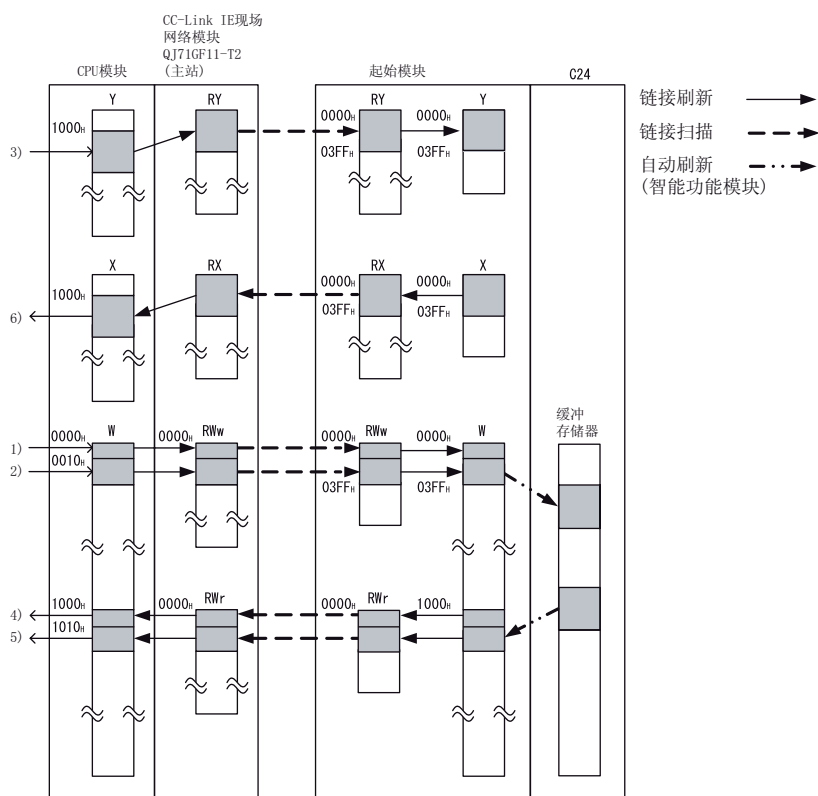 CC-Link IE现场
网络模块
QJ71GF11-T2
(主站)
CPU模块
起始模块
C24
链接刷新
链接扫描
自动刷新
(智能功能模块)
Y
RY
RY
Y
1000H
0000H
0000H
3)
03FFH
03FFH
X
RX
RX
X
1000H
0000H
0000H
6)
03FFH
03FFH
缓冲
存储器
W
RWw
RWw
W
1)
0000H
0000H
0000H
0000H
2)
0010H
03FFH
03FFH
RWr
RWr
4)
1000H
0000H
0000H
1000H
5)
1010H